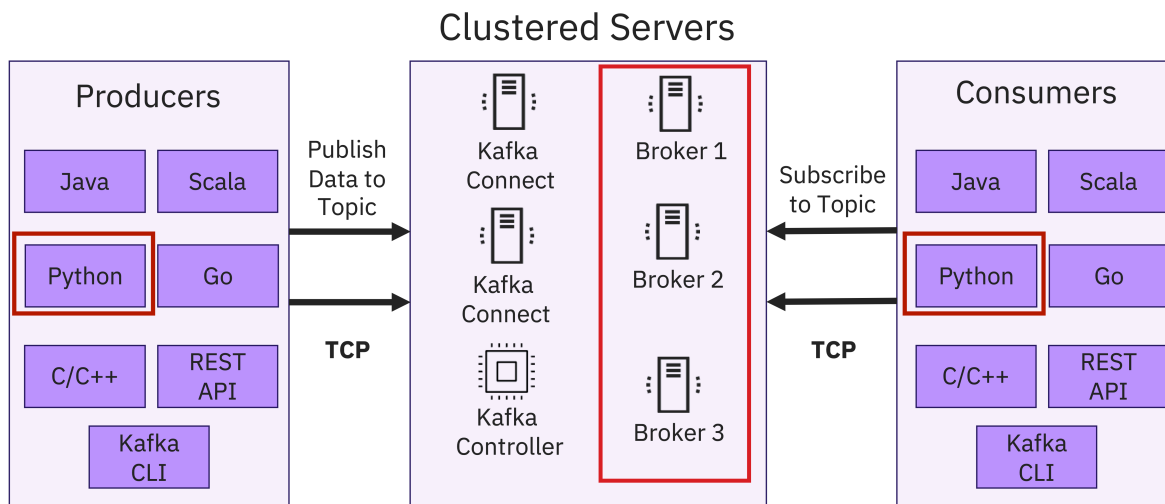 Clustered Servers
Producers
Java
Scala
Python
Go
C/C++
REST
API
Kafka
CLI
Publish
Data to
Topic
TCP
Kafka
Connect
Kafka
Connect
Kafka
Controller
Broker 1
Broker 2
Broker 3
Subscribe
to Topic
TCP
Consumers
Java
Scala
Python
Go
C/C++
REST
API
Kafka
CLI